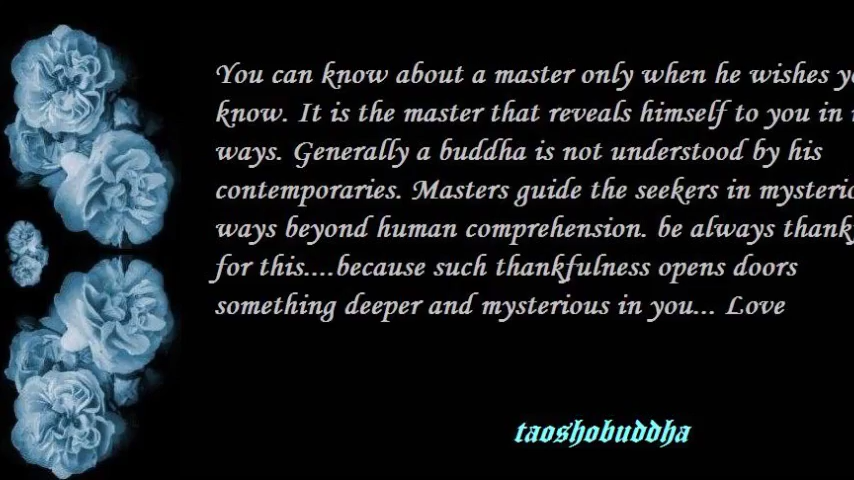 You can know about a master only when he wishes
know. It is the master that reveals himself to you in
ways. Generally a buddha is not understood by his
contemporaries. Masters guide the seekers in
ways beyond human comprehension. be always
for this....because such thankfulness opens doors
something deeper and mysterious in you... Love
taoshobuddha